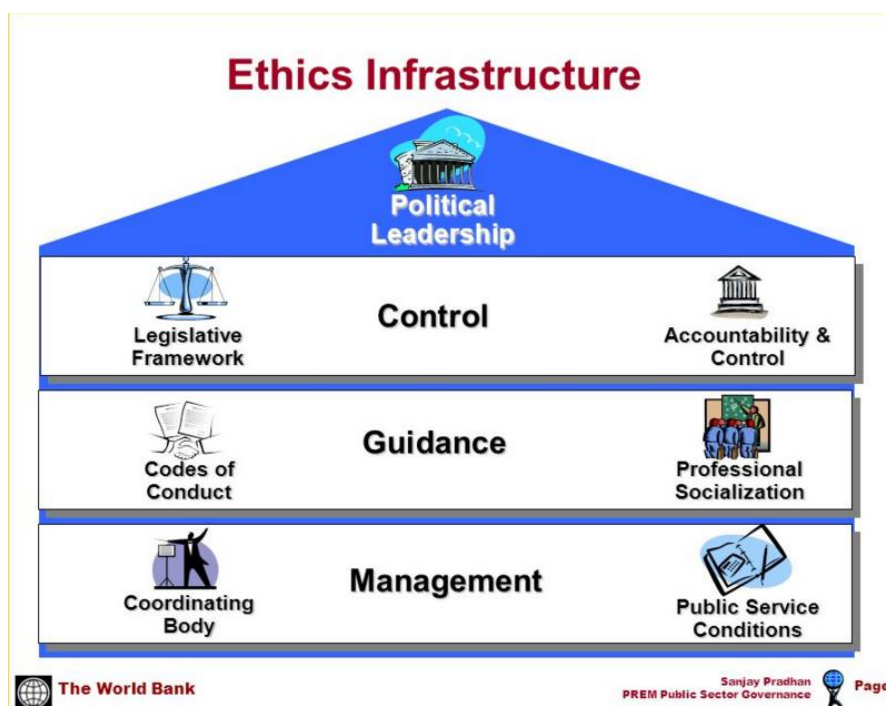 Ethics Infrastructure
Political
Leadership
Legislative
Framework
Control
Accountability &
Control
Codes of
Conduct
Guidance
Professional
Socialization
Coordinating
Body
Management
Public Service
Conditions
The World Bank
Sanjay Pradhan
PREM Public Sector Governance
Page